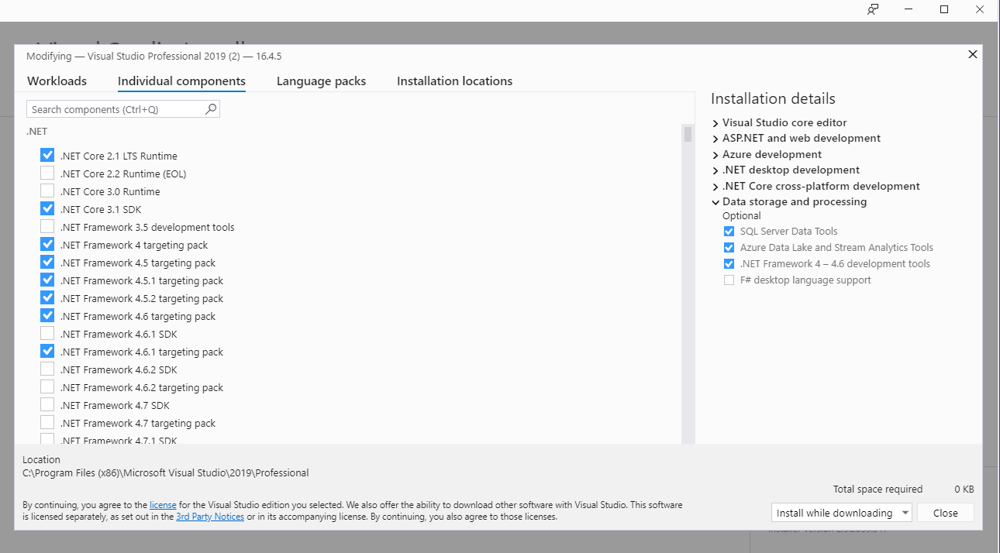 Modifying — Visual Studio Professional 2019 (2) — 16.4.5
Workloads
Individual components
Language packs
Installation locations
Search components (Ctrl+Q)
.NET
.NET Core 2.1 LTS Runtime
.NET Core 2.2 Runtime (EOL)
.NET Core 3.0 Runtime
.NET Core 3.1 SDK
.NET Framework 3.5 development tools
.NET Framework 4 targeting pack
.NET Framework 4.5 targeting pack
.NET Framework 4.5.1 targeting pack
.NET Framework 4.5.2 targeting pack
.NET Framework 4.6 targeting pack
.NET Framework 4.6.1 SDK
.NET Framework 4.6.1 targeting pack
.NET Framework 4.6.2 SDK
.NET Framework 4.6.2 targeting pack
.NET Framework 4.7 SDK
.NET Framework 4.7 targeting pack
.NET Framework 4.7.1 SDK
Installation details
Visual Studio core editor
ASP.NET and web development
Azure development
.NET desktop development
.NET Core cross-platform development
Data storage and processing
Optional
SQL Server Data Tools
Azure Data Lake and Stream Analytics Tools
.NET Framework 4 – 4.6 development tools
F# desktop language support
Location
C:\Program Files (x86)\Microsoft Visual Studio\2019\Professional
Total space required 0 KB
By continuing, you agree to the license for the Visual Studio edition you selected. We also offer the ability to download other software with Visual Studio. This software
is licensed separately, as set out in the 3rd Party Notices or in its accompanying license. By continuing, you also agree to those licenses.
Install while downloading
Close